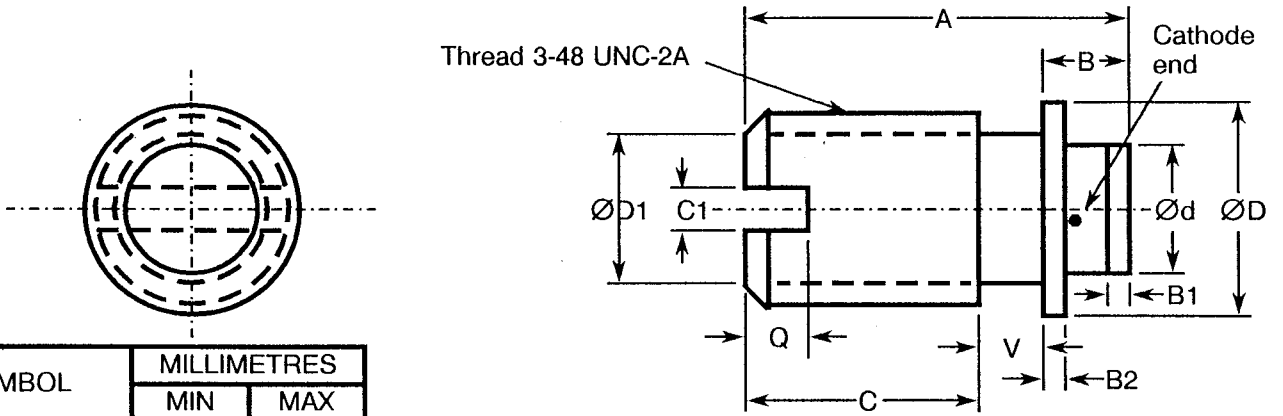 A
Thread 3-48 UNC-2A
B
Cathode
end
ØD1
C1
Ød
ØD
B1
Q
V
B2
C
MILLIMETRES
MIN
MAX